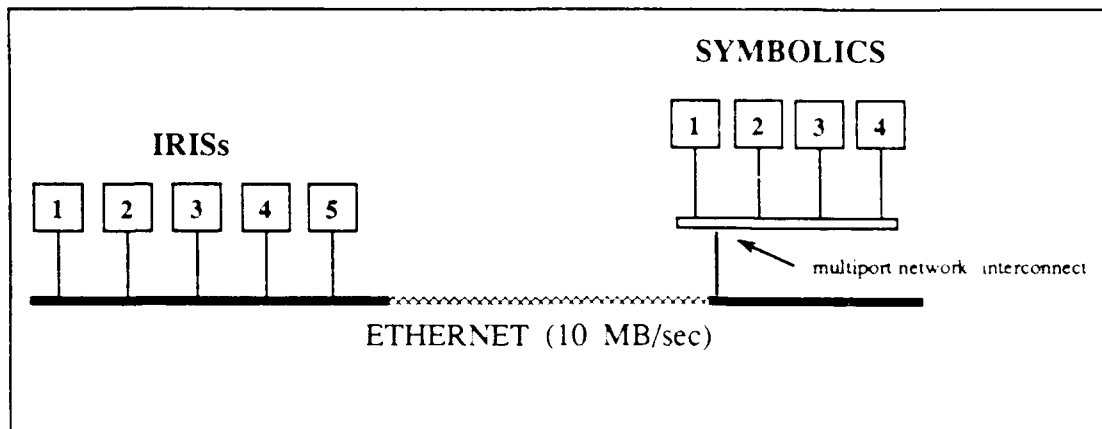 SYMBOLICS
1 2 3 4
IRISs
1 2 3 4 5
multiport network interconnect
ETHERNET (10 MB/sec)